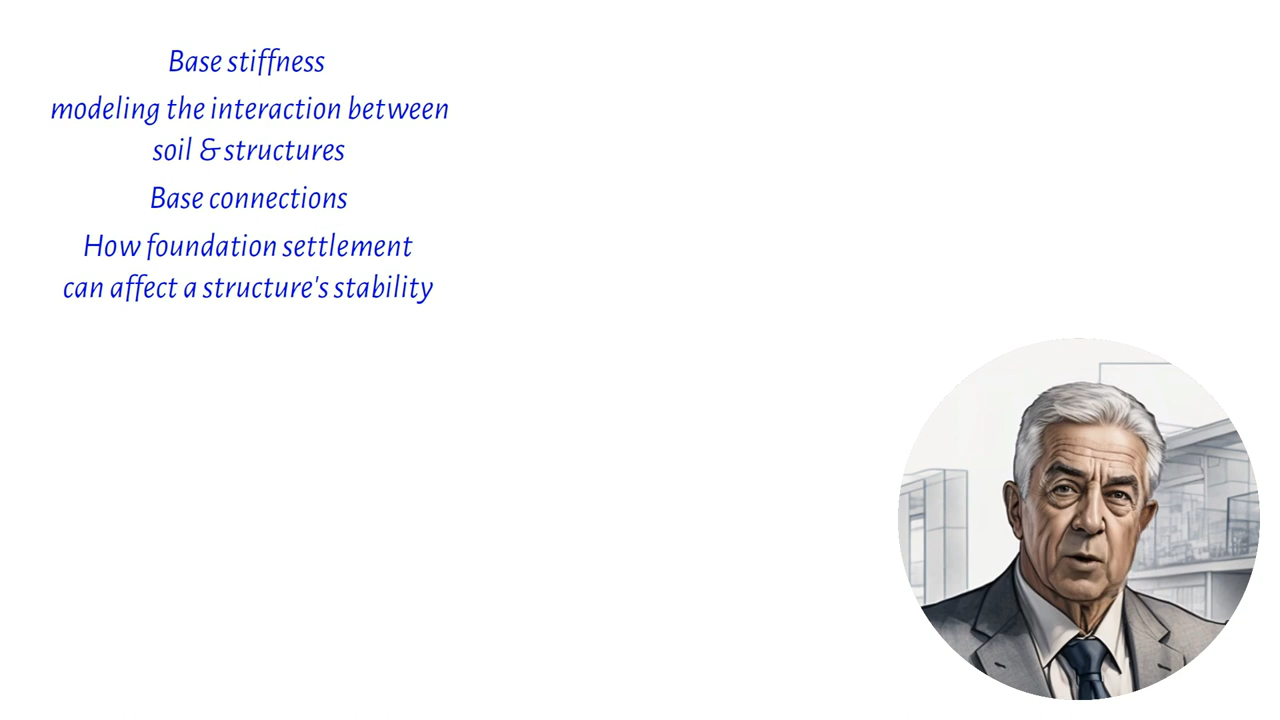 Base stiffness
modeling the interaction between
soil & structures
Base connections
How foundation settlement
can affect a structure's stability